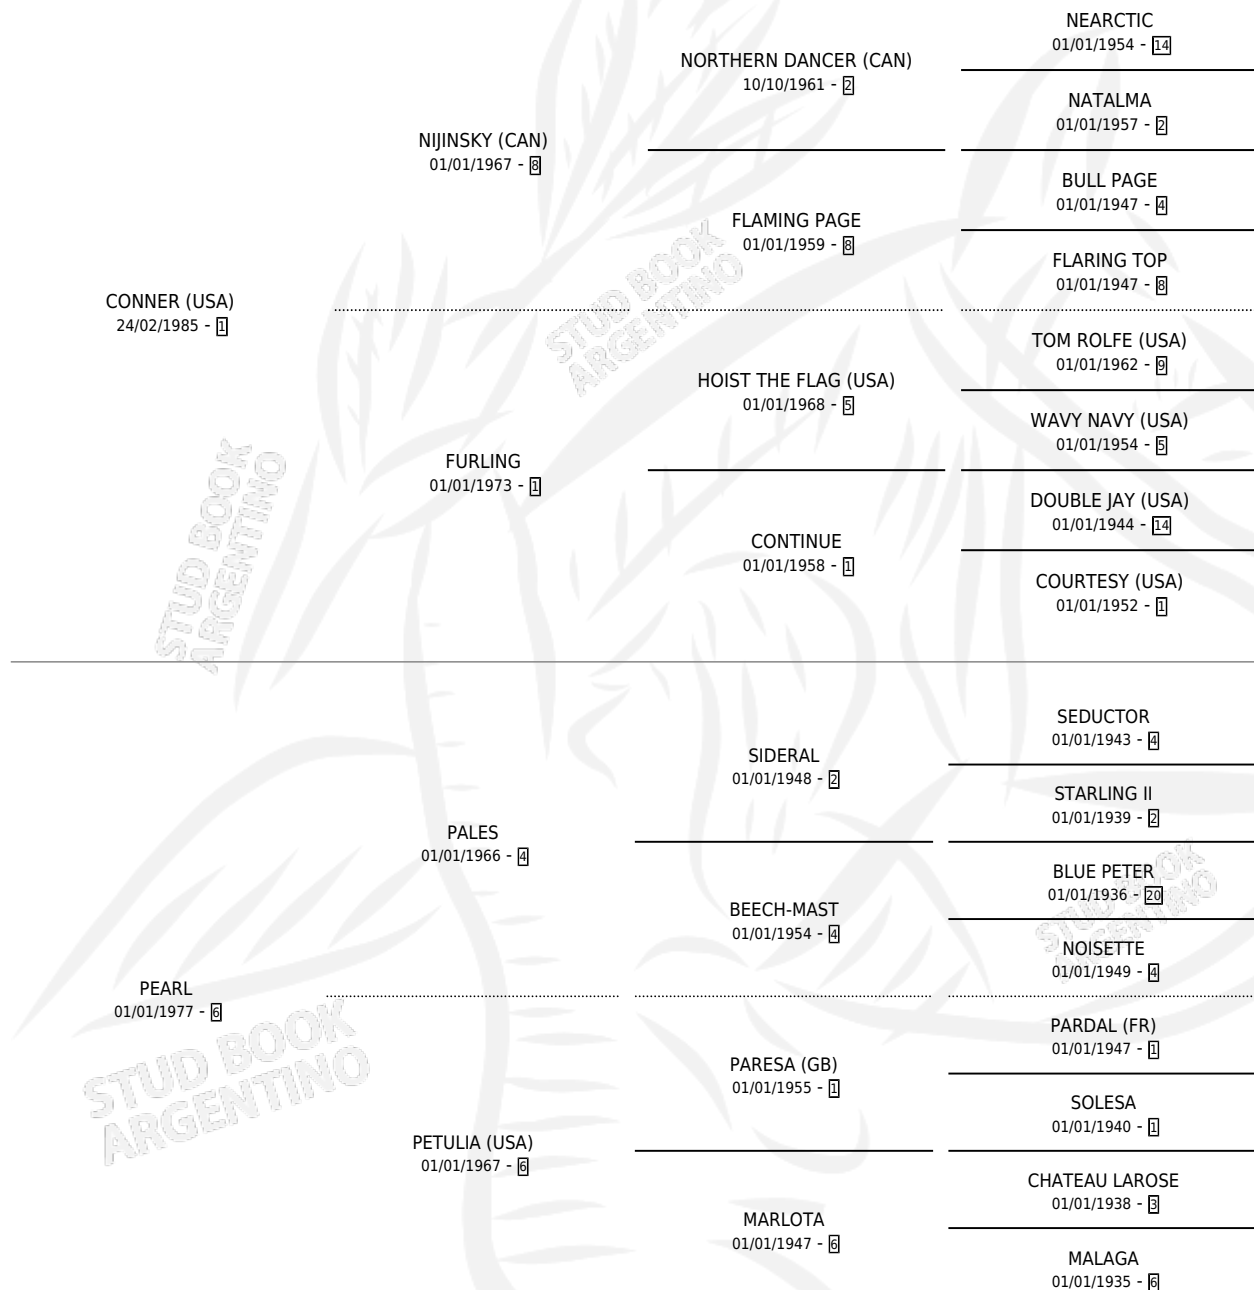 NEARCTIC
01/01/1954 - 14
NORTHERN DANCER (CAN)
10/10/1961 - 2
NATALMA
01/01/1957 - 2
NIJINSKY (CAN)
01/01/1967 - 8
BULL PAGE
01/01/1947 - 4
FLAMING PAGE
01/01/1959 - 8
FLARING TOP
01/01/1947 - 8
CONNER (USA)
24/02/1985 - 1
TOM ROLFE (USA)
01/01/1962 - 9
HOIST THE FLAG (USA)
01/01/1968 - 5
WAVY NAVY (USA)
01/01/1954 - 5
FURLING
01/01/1973 - 1
DOUBLE JAY (USA)
01/01/1944 - 14
CONTINUE
01/01/1958 - 1
COURTESY (USA)
01/01/1952 - 1
STUD BOOK
ARGENTINO
STUD BOOK
ARGENTINO
SEDUCTOR
01/01/1943 - 4
SIDERAL
01/01/1948 - 2
STARLING II
01/01/1939 - 2
PALES
01/01/1966 - 4
BLUE PETER
01/01/1936 - 20
BEECH-MAST
01/01/1954 - 4
NOISETTE
01/01/1949 - 4
STUD BOOK
ARGENTINO
PEARL
01/01/1977 - 6
PARDAL (FR)
01/01/1947 - 1
PARESA (GB)
01/01/1955 - 1
SOLESA
01/01/1940 - 1
STUD BOOK
ARGENTINO
PETULIA (USA)
01/01/1967 - 6
CHATEAU LAROSE
01/01/1938 - 3
MARLOTA
01/01/1947 - 6
MALAGA
01/01/1935 - 6